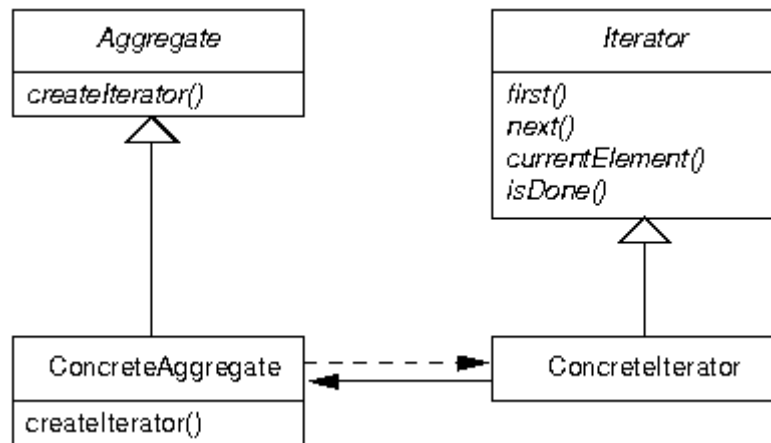 Aggregate
createIterator()
Iterator
first()
next()
currentElement()
isDone()
ConcreteAggregate
createIterator()
ConcreteIterator